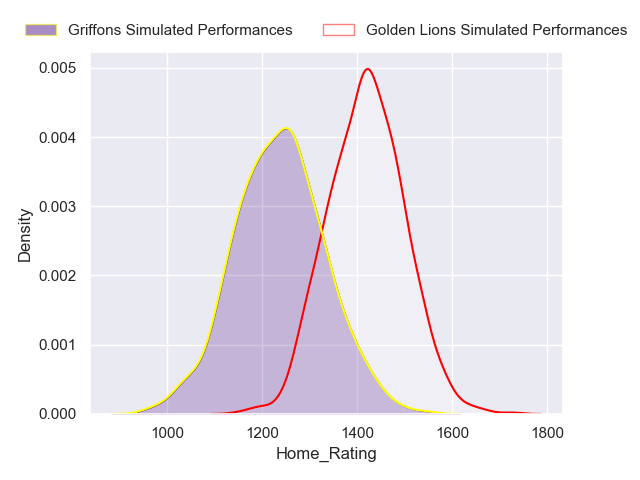 Griffons Simulated Performances
Golden Lions Simulated Performances
0.005
0.004
0.003
0.002
0.001
0.000
Density
1000 1200 1400 1600 1800
Home_Rating